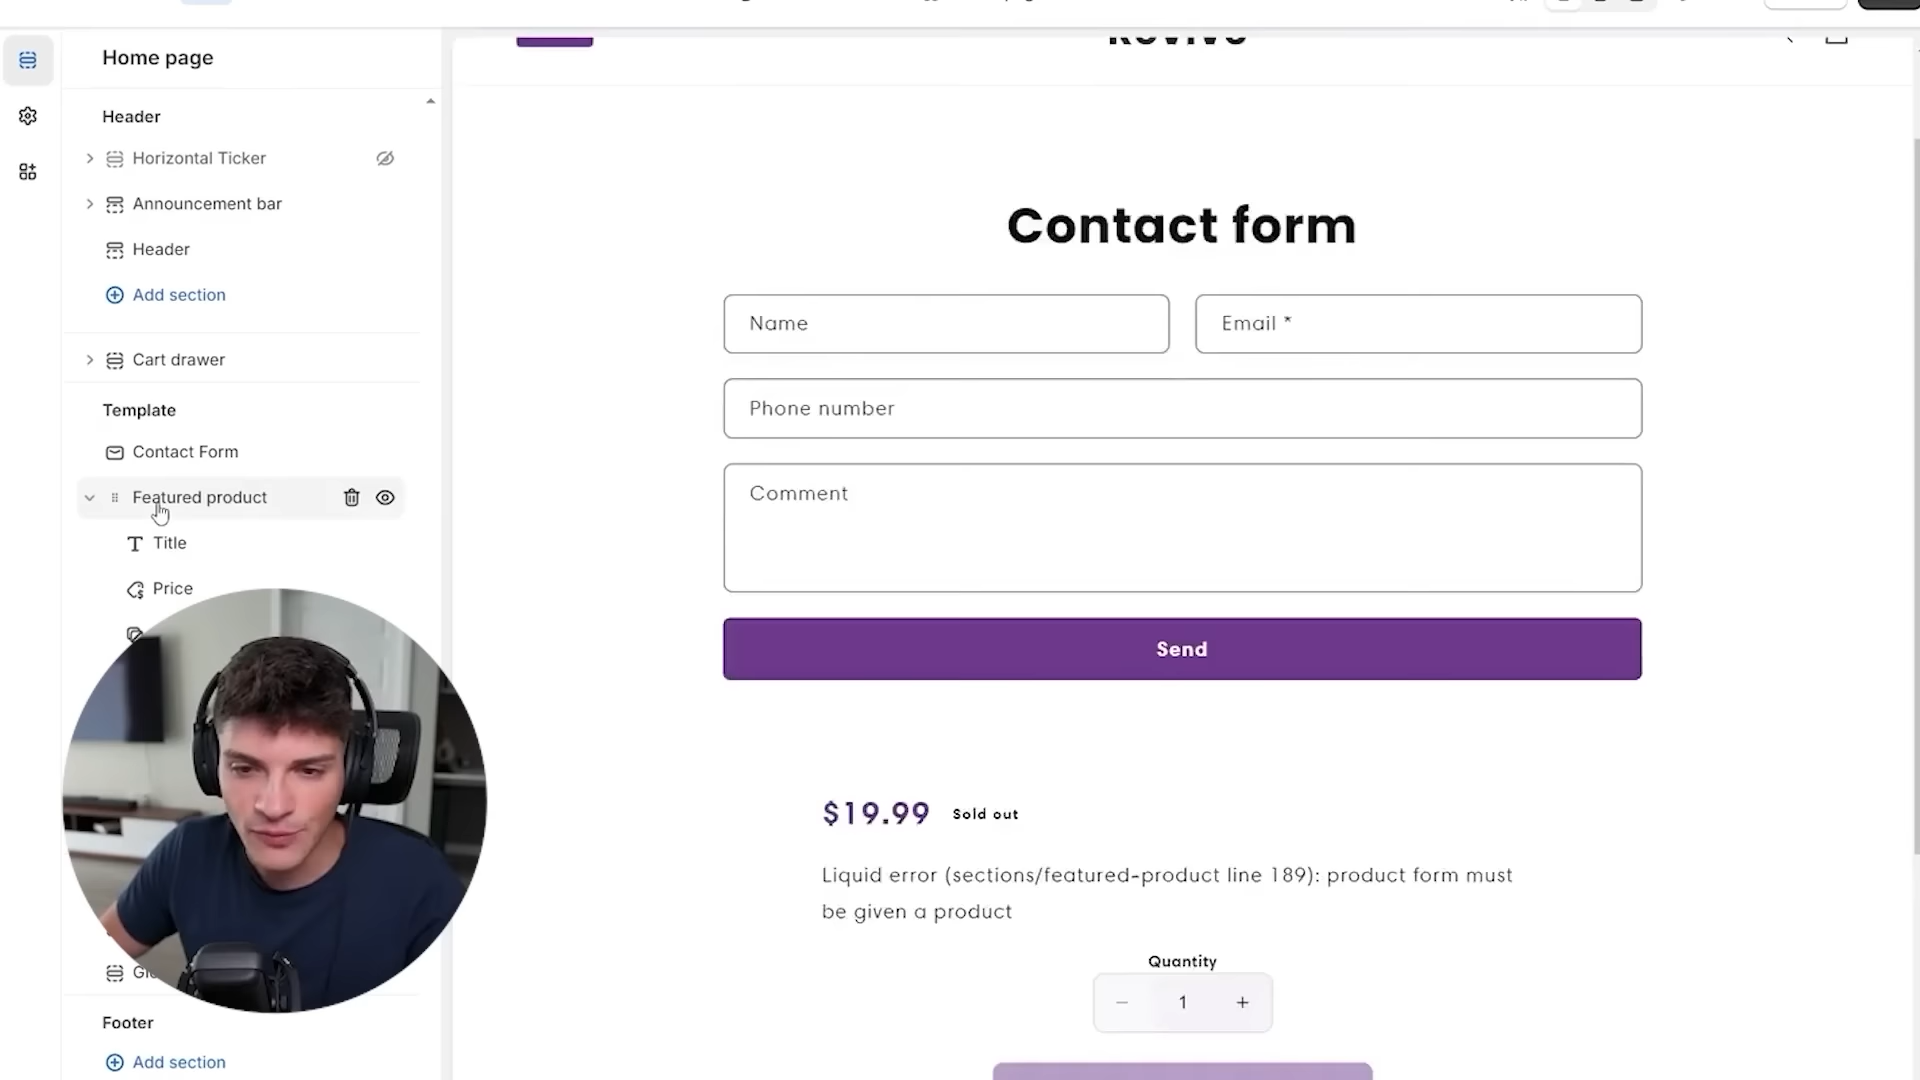 Home page
Header
Horizontal Ticker
Announcement bar
Header
Add section
Cart drawer
Template
Contact Form
Featured product
Title
Price
Footer
Add section
Contact form
Name
Email *
Phone number
Comment
Send
$19.99 Sold out
Liquid error (sections/featured-product line 189): product form must
be given a product
Quantity
1